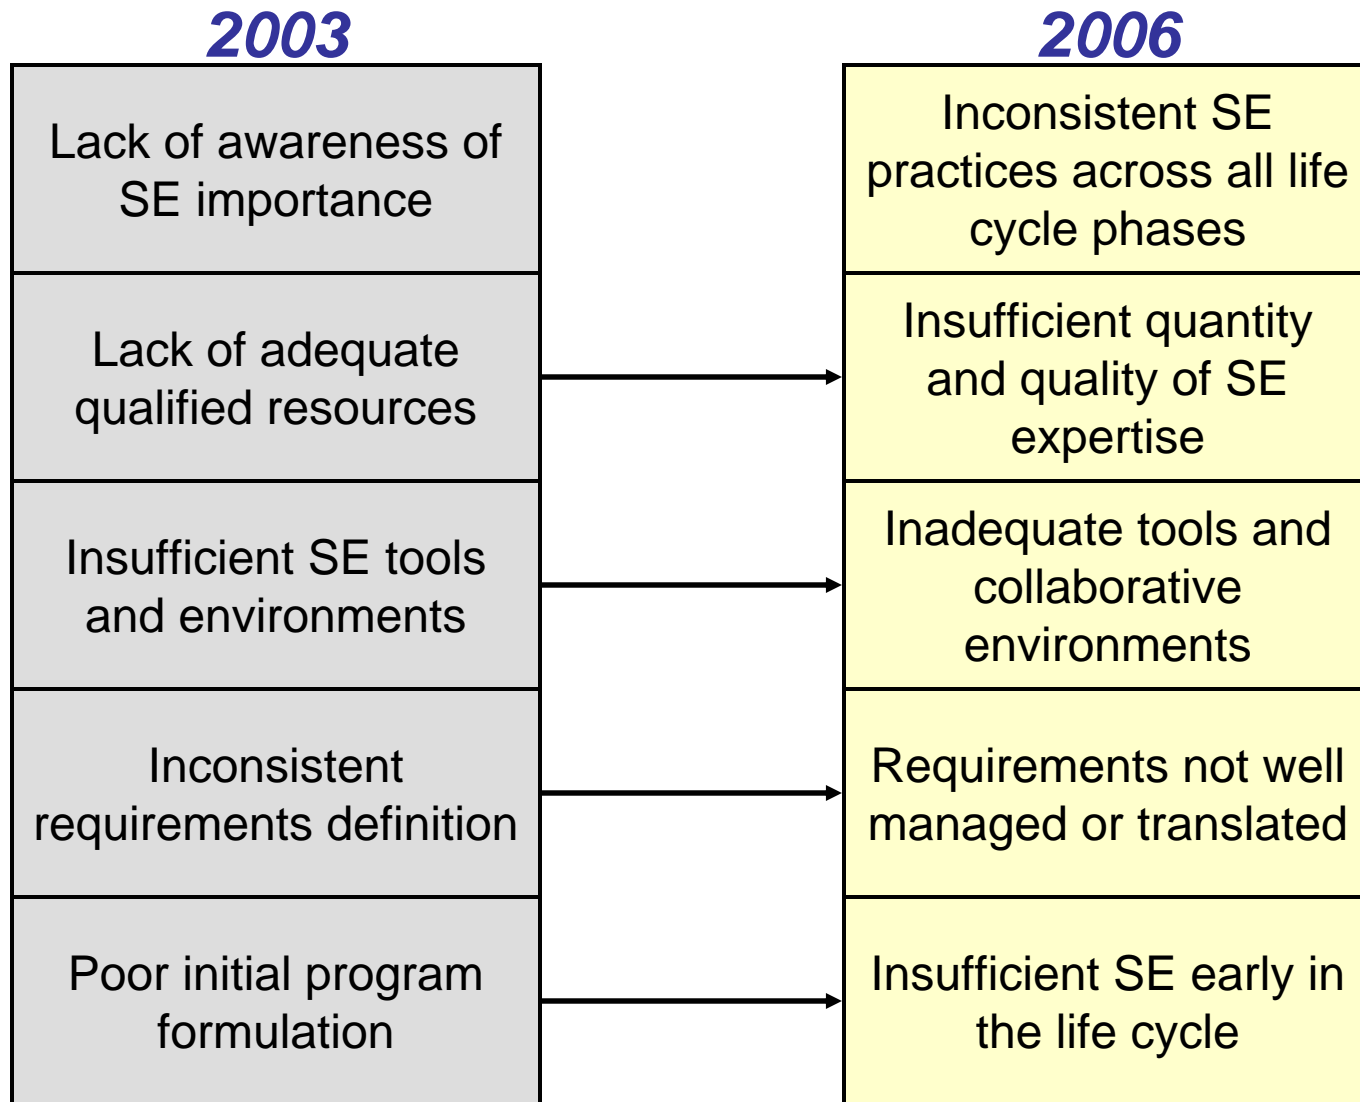 2003
2006
Lack of awareness of
SE importance
Inconsistent SE
practices across all life
cycle phases
Lack of adequate
qualified resources
Insufficient quantity
and quality of SE
expertise
Insufficient SE tools
and environments
Inadequate tools and
collaborative
environments
Inconsistent
requirements definition
Requirements not well
managed or translated
Poor initial program
formulation
Insufficient SE early in
the life cycle